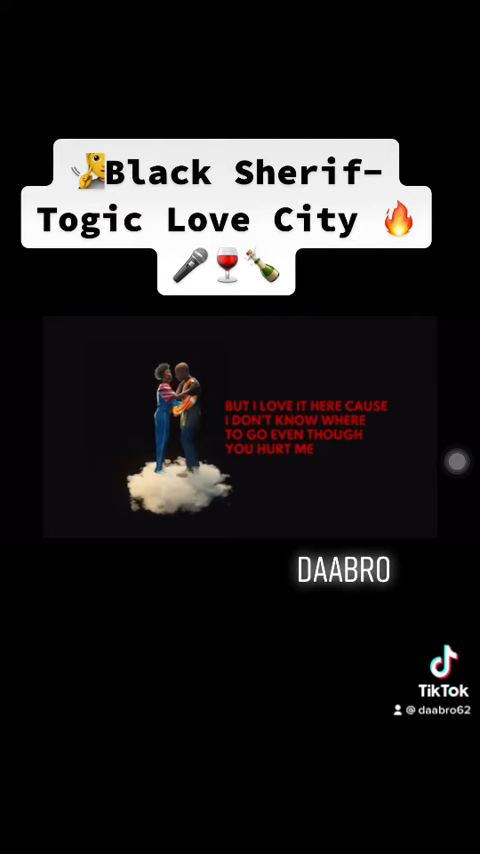 Black Sherif-
Togic Love City 🔥
🎤🍷🍾
BUT I LOVE IT HERE CAUSE
I DON'T KNOW WHERE
TO GO EVEN THOUGH
YOU HURT ME
DAABRO
TikTok
@ daabro62